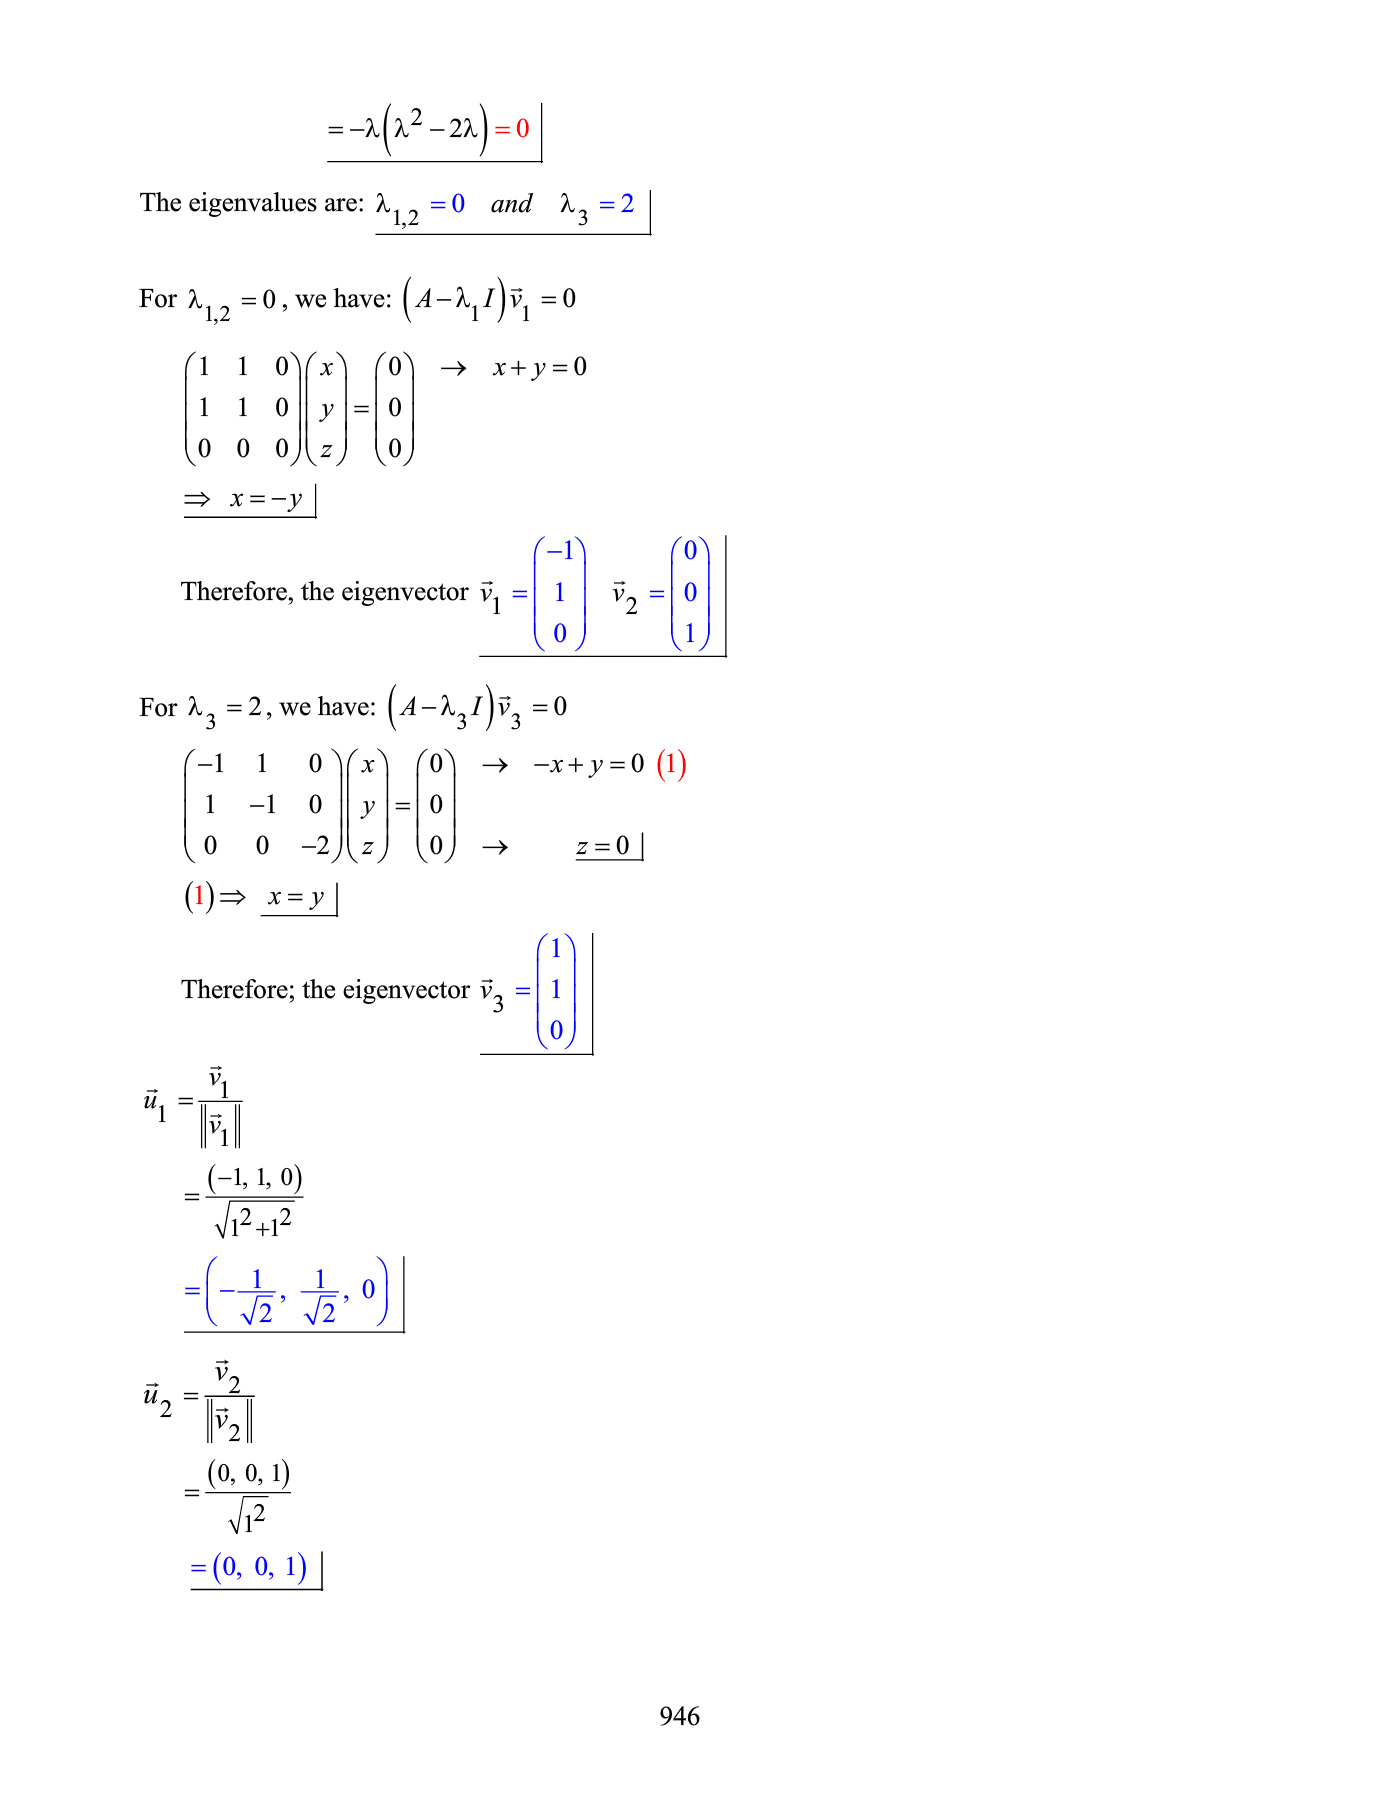 = −λ(λ² − 2λ) = 0
The eigenvalues are: λ₁,₂ = 0 and λ₃ = 2
For λ₁,₂ = 0, we have: (A − λ₁I)v⃗₁ = 0
(1 1 0) (x) (0) → x + y = 0
(1 1 0) (y) = (0)
(0 0 0) (z) (0)
⇒ x = −y
Therefore, the eigenvector v⃗₁ = (−1 1 0) v⃗₂ = (0 0 1)
For λ₃ = 2, we have: (A − λ₃I)v⃗₃ = 0
(−1 1 0) (x) (0) → −x + y = 0 (1)
(1 −1 0) (y) = (0)
(0 0 −2) (z) (0) → z = 0
(1) ⇒ x = y
Therefore; the eigenvector v⃗₃ = (1 1 0)
u⃗₁ = v⃗₁ / ‖v⃗₁‖
= (−1, 1, 0) / √(1² + 1²)
= (−1/√2, 1/√2, 0)
u⃗₂ = v⃗₂ / ‖v⃗₂‖
= (0, 0, 1) / √(1²)
= (0, 0, 1)
946